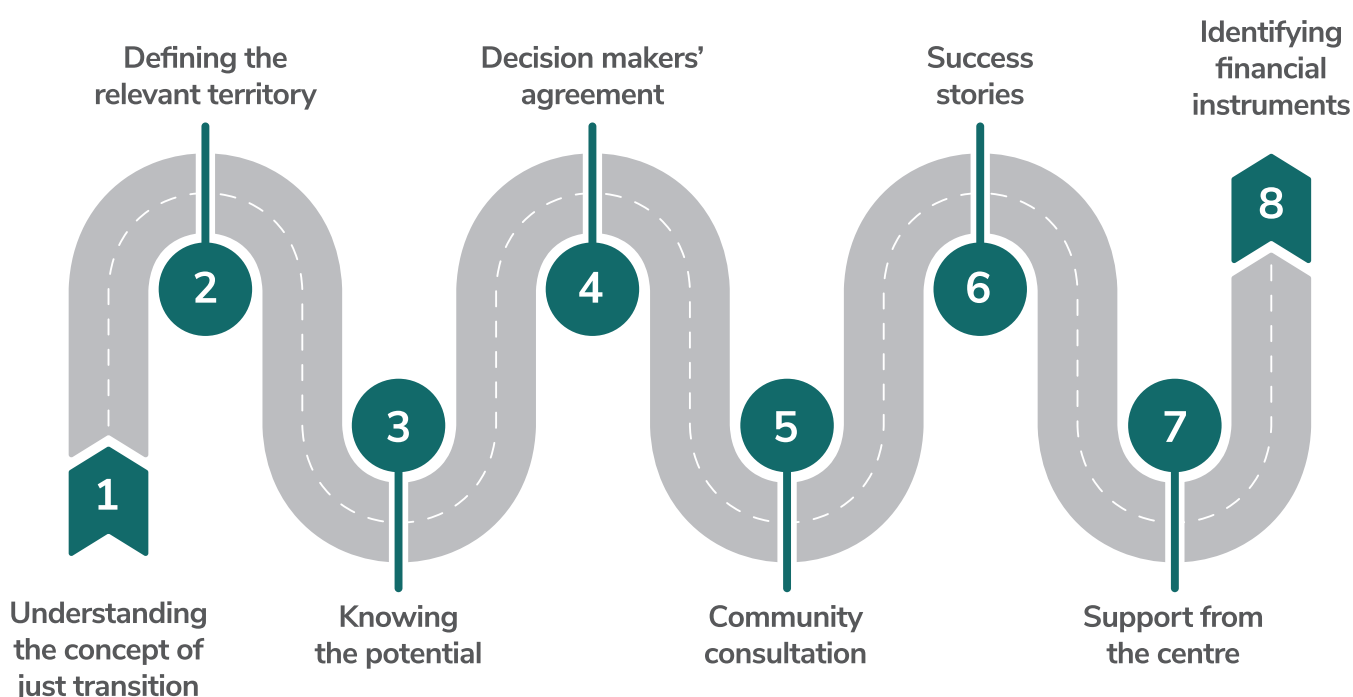 1
Understanding
the concept of
just transition
Defining the
relevant territory
2
3
Knowing
the potential
Decision makers’
agreement
4
5
Community
consultation
Success
stories
6
7
Support from
the centre
Identifying
financial
instruments
8